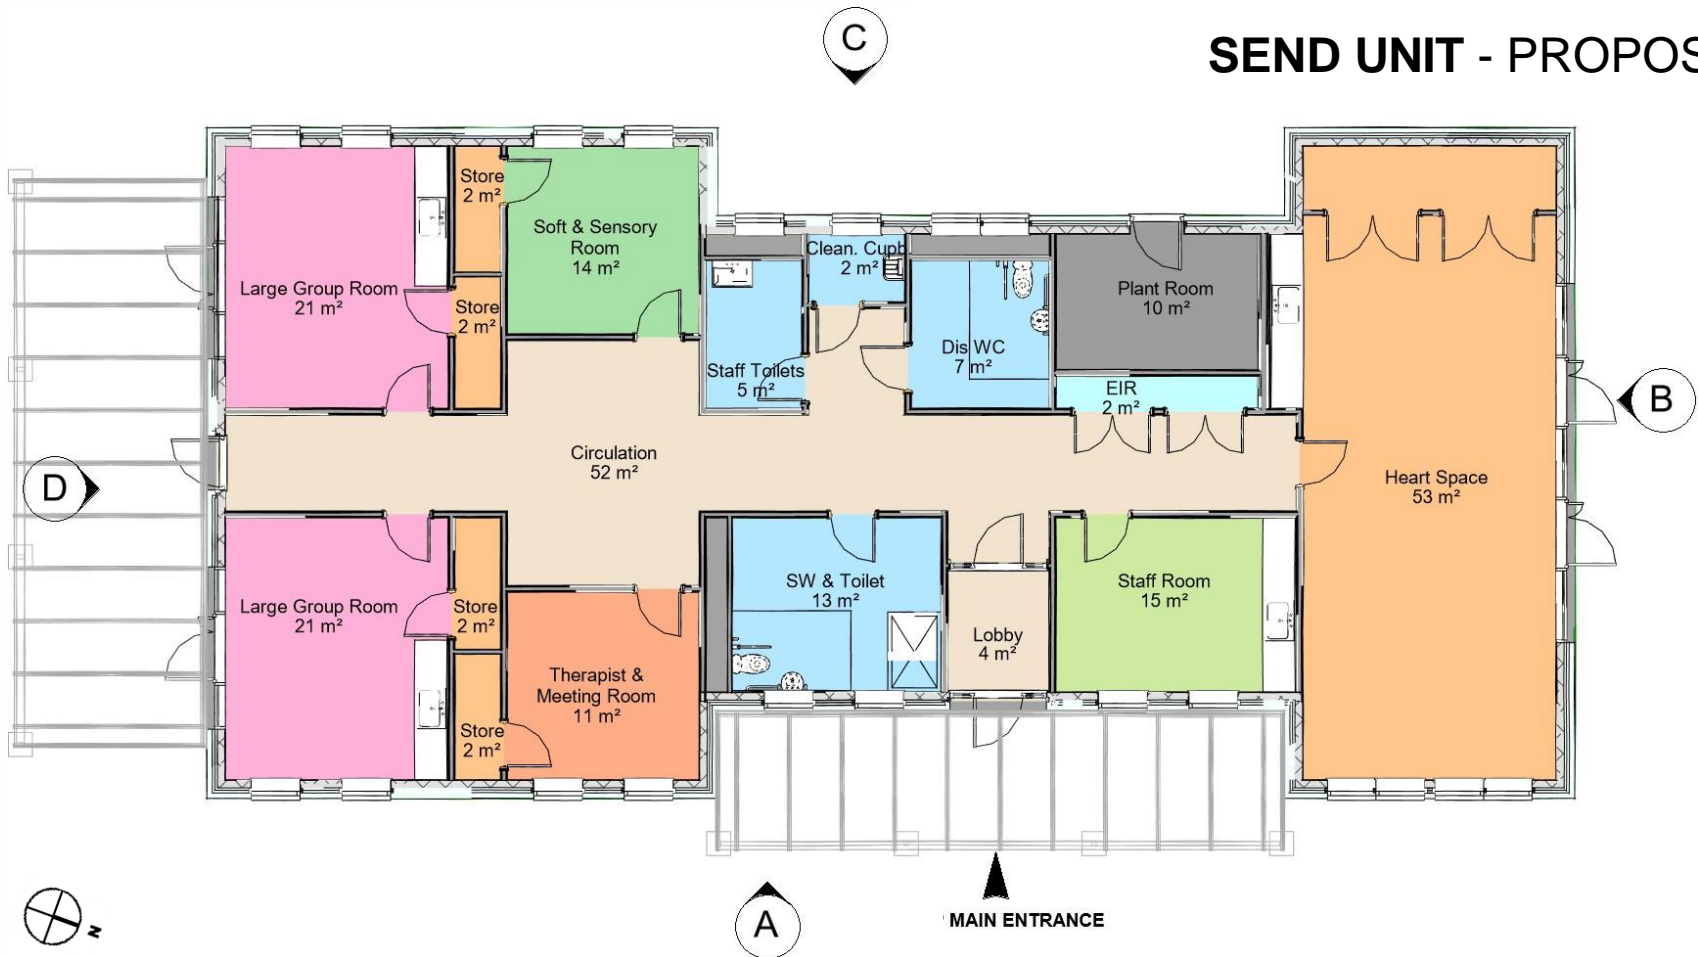 C
SEND UNIT - PROPOS
Store
2 m²
Soft & Sensory
Room
14 m²
Large Group Room
21 m²
Store
2 m²
Clean. Cupb
2 m²
Staff Toilets
5 m²
Dis WC
7 m²
Plant Room
10 m²
EIR
2 m²
B
Circulation
52 m²
Heart Space
53 m²
D
Large Group Room
21 m²
Store
2 m²
SW & Toilet
13 m²
Staff Room
15 m²
Lobby
4 m²
Therapist &
Meeting Room
11 m²
Store
2 m²
A
MAIN ENTRANCE
N